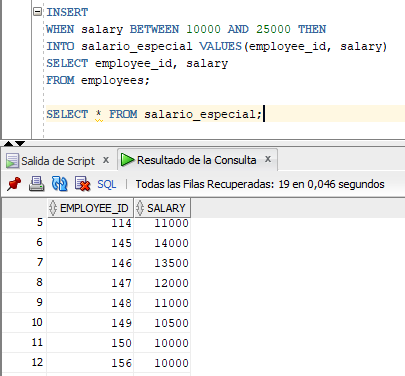 INSERT
WHEN salary BETWEEN 10000 AND 25000 THEN
INTO salario_especial VALUES(employee_id, salary)
SELECT employee_id, salary
FROM employees;
SELECT * FROM salario_especial;
Salida de Script x Resultado de la Consulta x
SQL | Todas las Filas Recuperadas: 19 en 0,046 segundos
EMPLOYEE_ID SALARY
5 114 11000
6 145 14000
7 146 13500
8 147 12000
9 148 11000
10 149 10500
11 150 10000
12 156 10000